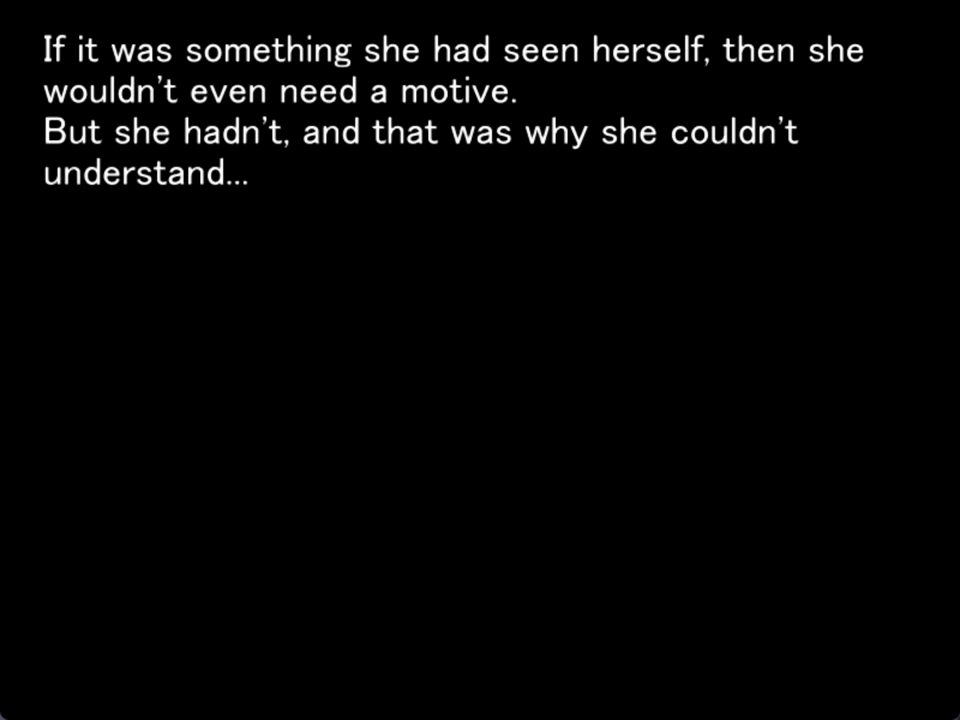 If it was something she had seen herself, then she
wouldn't even need a motive.
But she hadn't, and that was why she couldn't
understand...